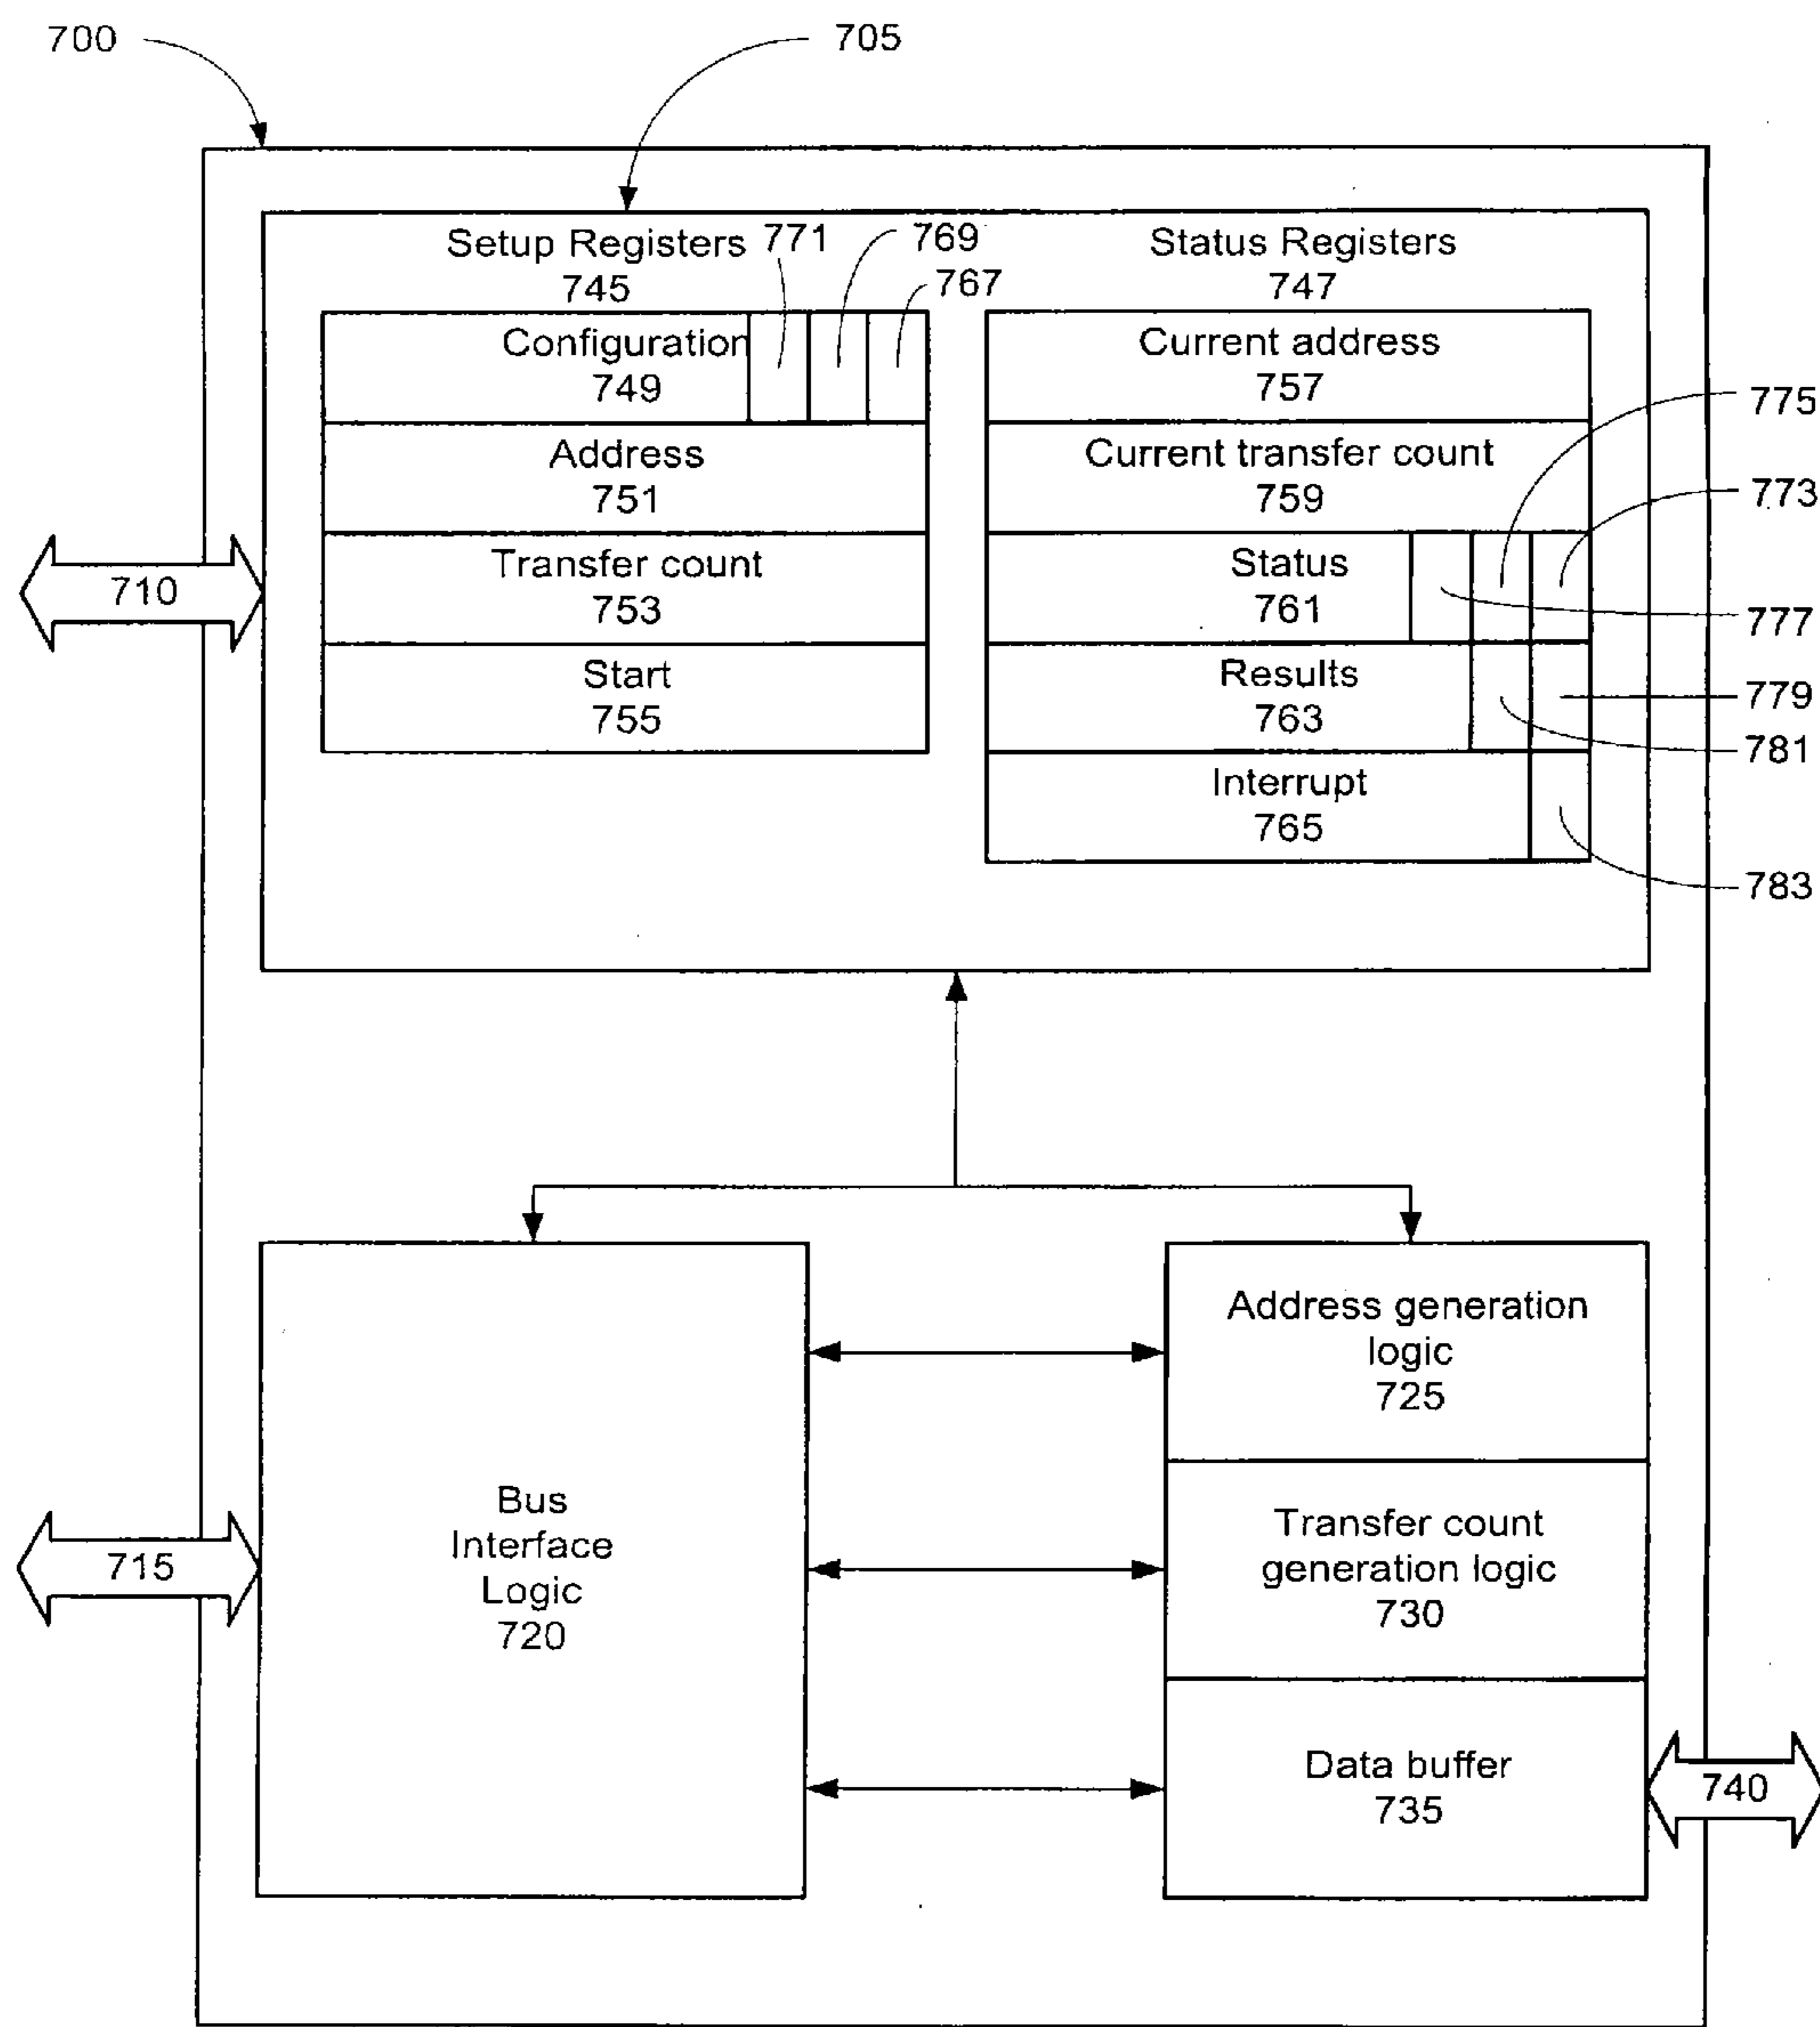 700
705
Setup Registers
745
771
769
767
Status Registers
747
Configuration
749
Address
751
Transfer count
753
Start
755
Current address
757
Current transfer count
759
Status
761
Results
763
Interrupt
765
775
773
777
779
781
783
710
Bus
Interface
Logic
720
Address generation
logic
725
Transfer count
generation logic
730
Data buffer
735
715
740